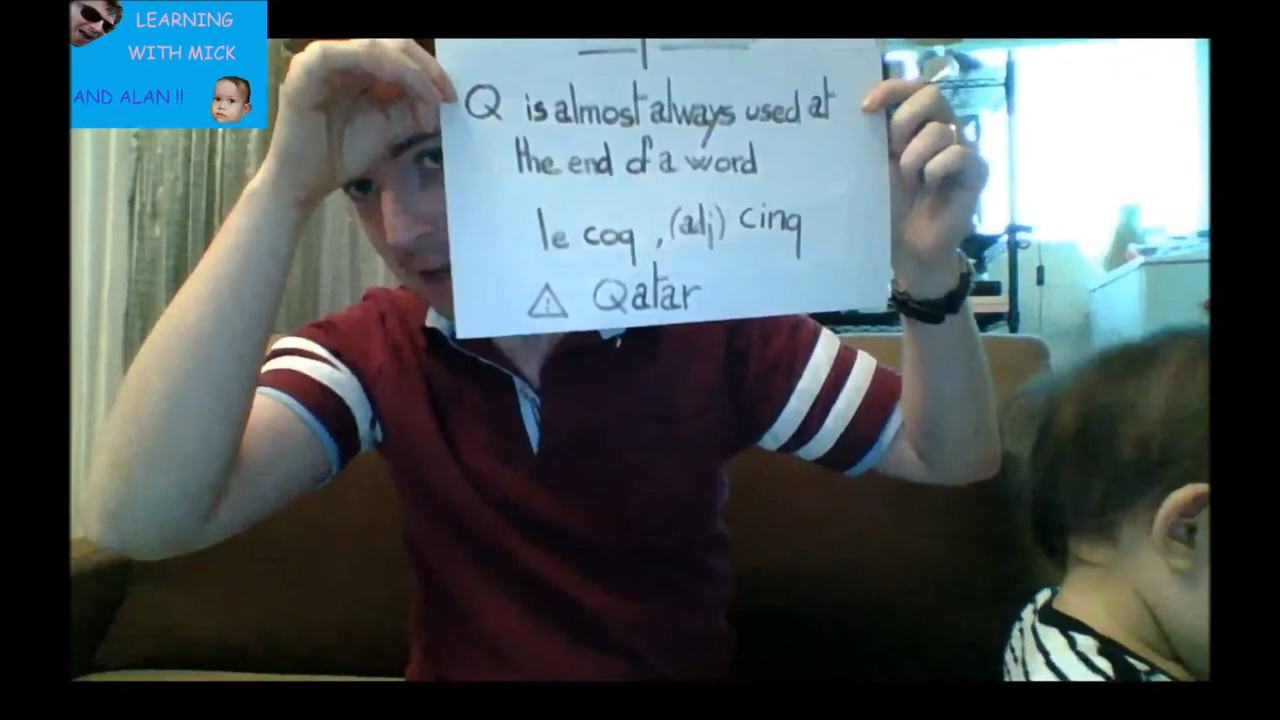 LEARNING
WITH MICK
AND ALAN !!
Q is almost always used at
the end of a word
le coq , (adj) cinq
Qatar